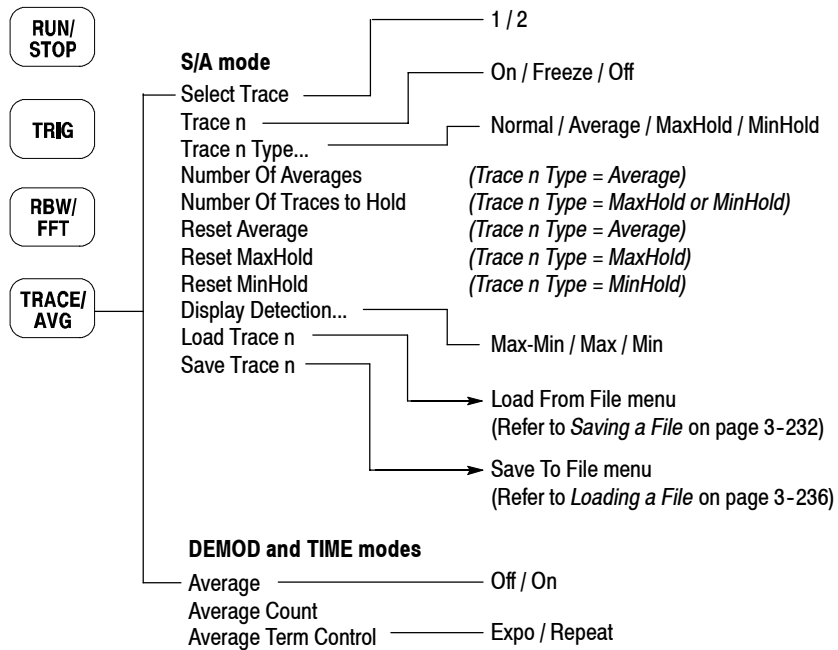 RUN/
STOP
TRIG
RBW/
FFT
TRACE/
AVG
S/A mode
Select Trace
1 / 2
Trace n
On / Freeze / Off
Trace n Type...
Normal / Average / MaxHold / MinHold
Number Of Averages (Trace n Type = Average)
Number Of Traces to Hold (Trace n Type = MaxHold or MinHold)
Reset Average (Trace n Type = Average)
Reset MaxHold (Trace n Type = MaxHold)
Reset MinHold (Trace n Type = MinHold)
Display Detection...
Max-Min / Max / Min
Load Trace n
Load From File menu
(Refer to Saving a File on page 3-232)
Save Trace n
Save To File menu
(Refer to Loading a File on page 3-236)
DEMOD and TIME modes
Average Off / On
Average Count
Average Term Control Expo / Repeat